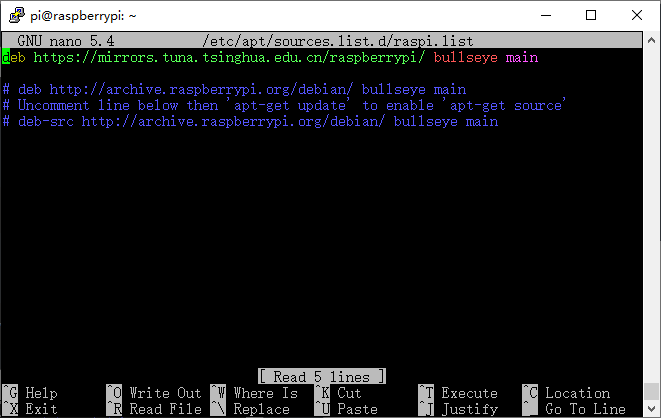 pi@raspberrypi: ~
GNU nano 5.4 /etc/apt/sources.list.d/raspi.list
deb https://mirrors.tuna.tsinghua.edu.cn/raspberrypi/ bullseye main
# deb http://archive.raspberrypi.org/debian/ bullseye main
# Uncomment line below then 'apt-get update' to enable 'apt-get source'
# deb-src http://archive.raspberrypi.org/debian/ bullseye main
[ Read 5 lines ]
^G Help ^O Write Out ^W Where Is ^K Cut ^T Execute ^C Location
^X Exit ^R Read File ^\ Replace ^U Paste ^J Justify ^_ Go To Line